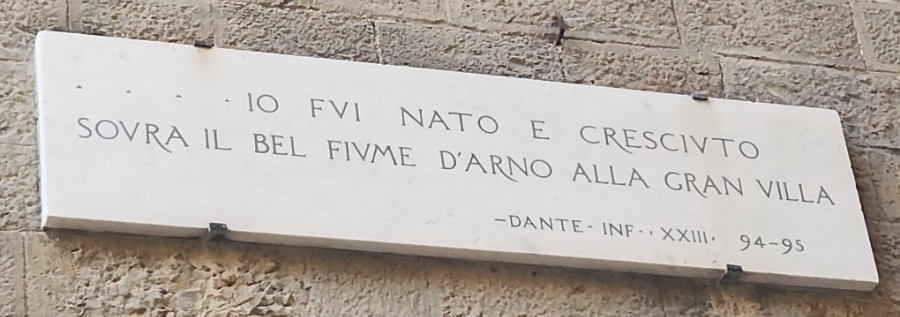 . . . . IO FVI NATO E CRESCIVTO
SOVRA IL BEL FIVME D'ARNO ALLA GRAN VILLA
-DANTE· INF··XXIII· 94-95